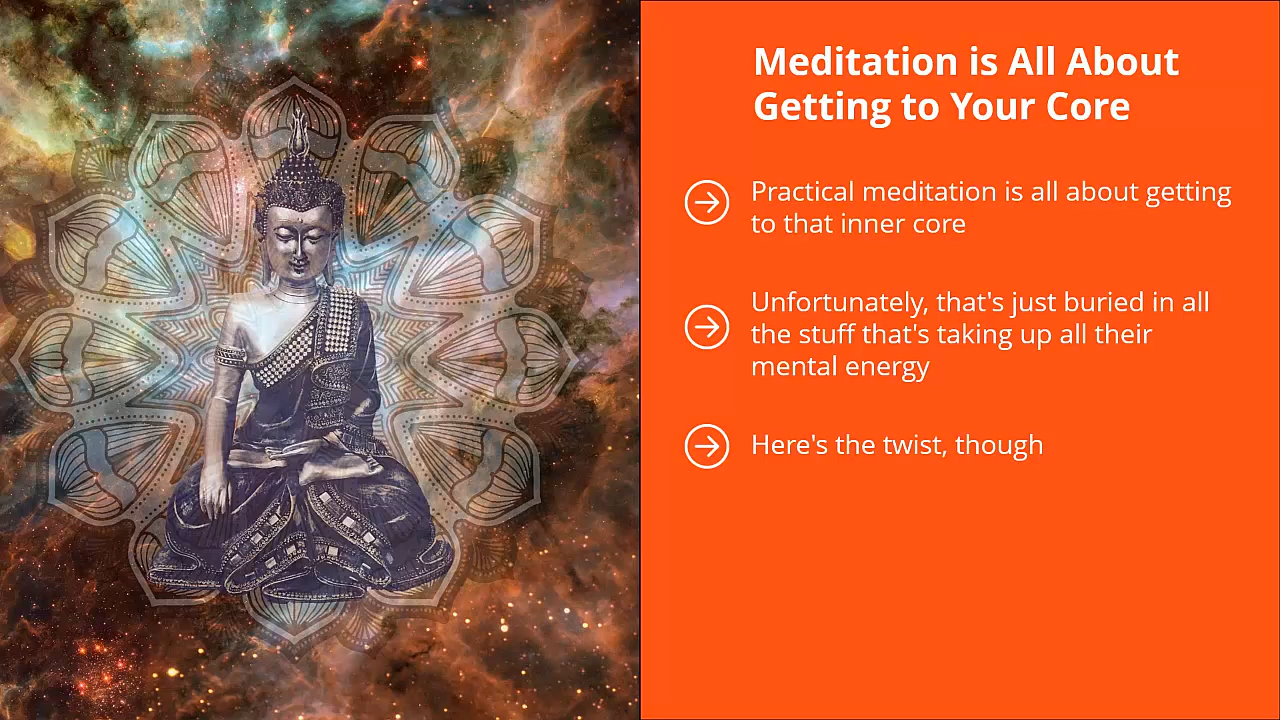 Meditation is All About
Getting to Your Core
Practical meditation is all about getting
to that inner core
Unfortunately, that's just buried in all
the stuff that's taking up all their
mental energy
Here's the twist, though